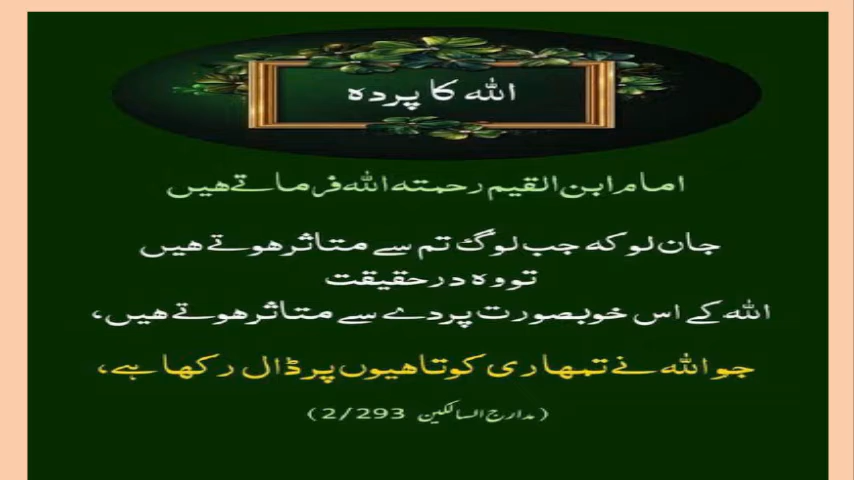 اللہ کا پردہ
امام ابن القیم رحمتہ اللہ فرماتے ہیں
جان لو کہ جب لوگ تم سے متاثر ہوتے ہیں
تو وہ در حقیقت
اللہ کے اس خوبصورت پردے سے متاثر ہوتے ہیں،
جو اللہ نے تمہاری کوتاہیوں پر ڈال رکھا ہے،
(مدارج السالکین 2/293)